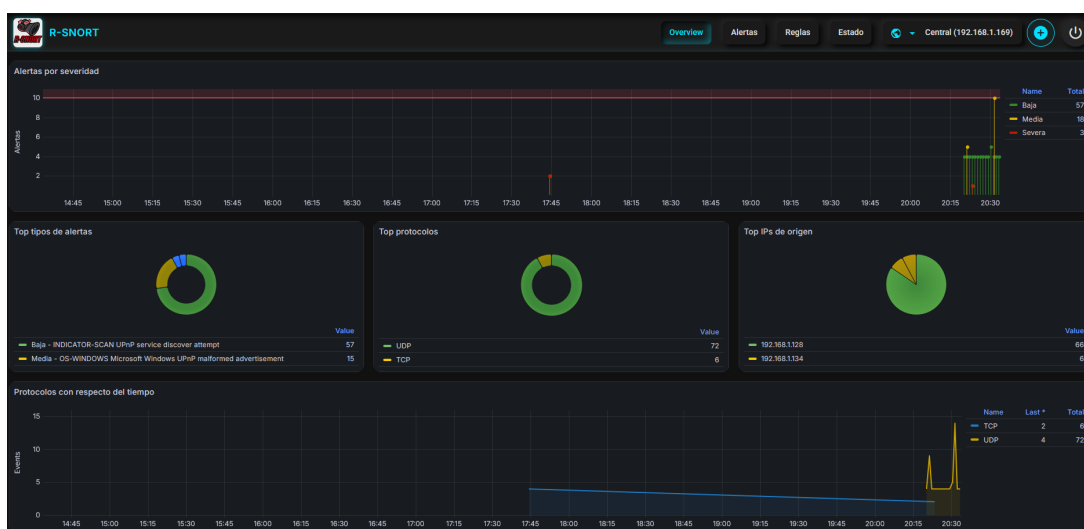 R-SNORT
R-SNORT Overview Alertas Reglas Estado Central (192.168.1.169)
Alertas por severidad
Name Total
10
Baja 57
8
Media 18
6
Severa 3
4
2
Alertas
14:45 15:00 15:15 15:30 15:45 16:00 16:15 16:30 16:45 17:00 17:15 17:30 17:45 18:00 18:15 18:30 18:45 19:00 19:15 19:30 19:45 20:00 20:15 20:30
Top tipos de alertas
Value
Baja - INDICATOR-SCAN UPnP service discover attempt 57
Media - OS-WINDOWS Microsoft Windows UPnP malformed advertisement 15
Top protocolos
Value
UDP 72
TCP 6
Top IPs de origen
Value
192.168.1.128 66
192.168.1.134 6
Protocolos con respecto del tiempo
Name Last * Total
15
TCP 2 6
UDP 4 72
10
5
0
Events
14:45 15:00 15:15 15:30 15:45 16:00 16:15 16:30 16:45 17:00 17:15 17:30 17:45 18:00 18:15 18:30 18:45 19:00 19:15 19:30 19:45 20:00 20:15 20:30